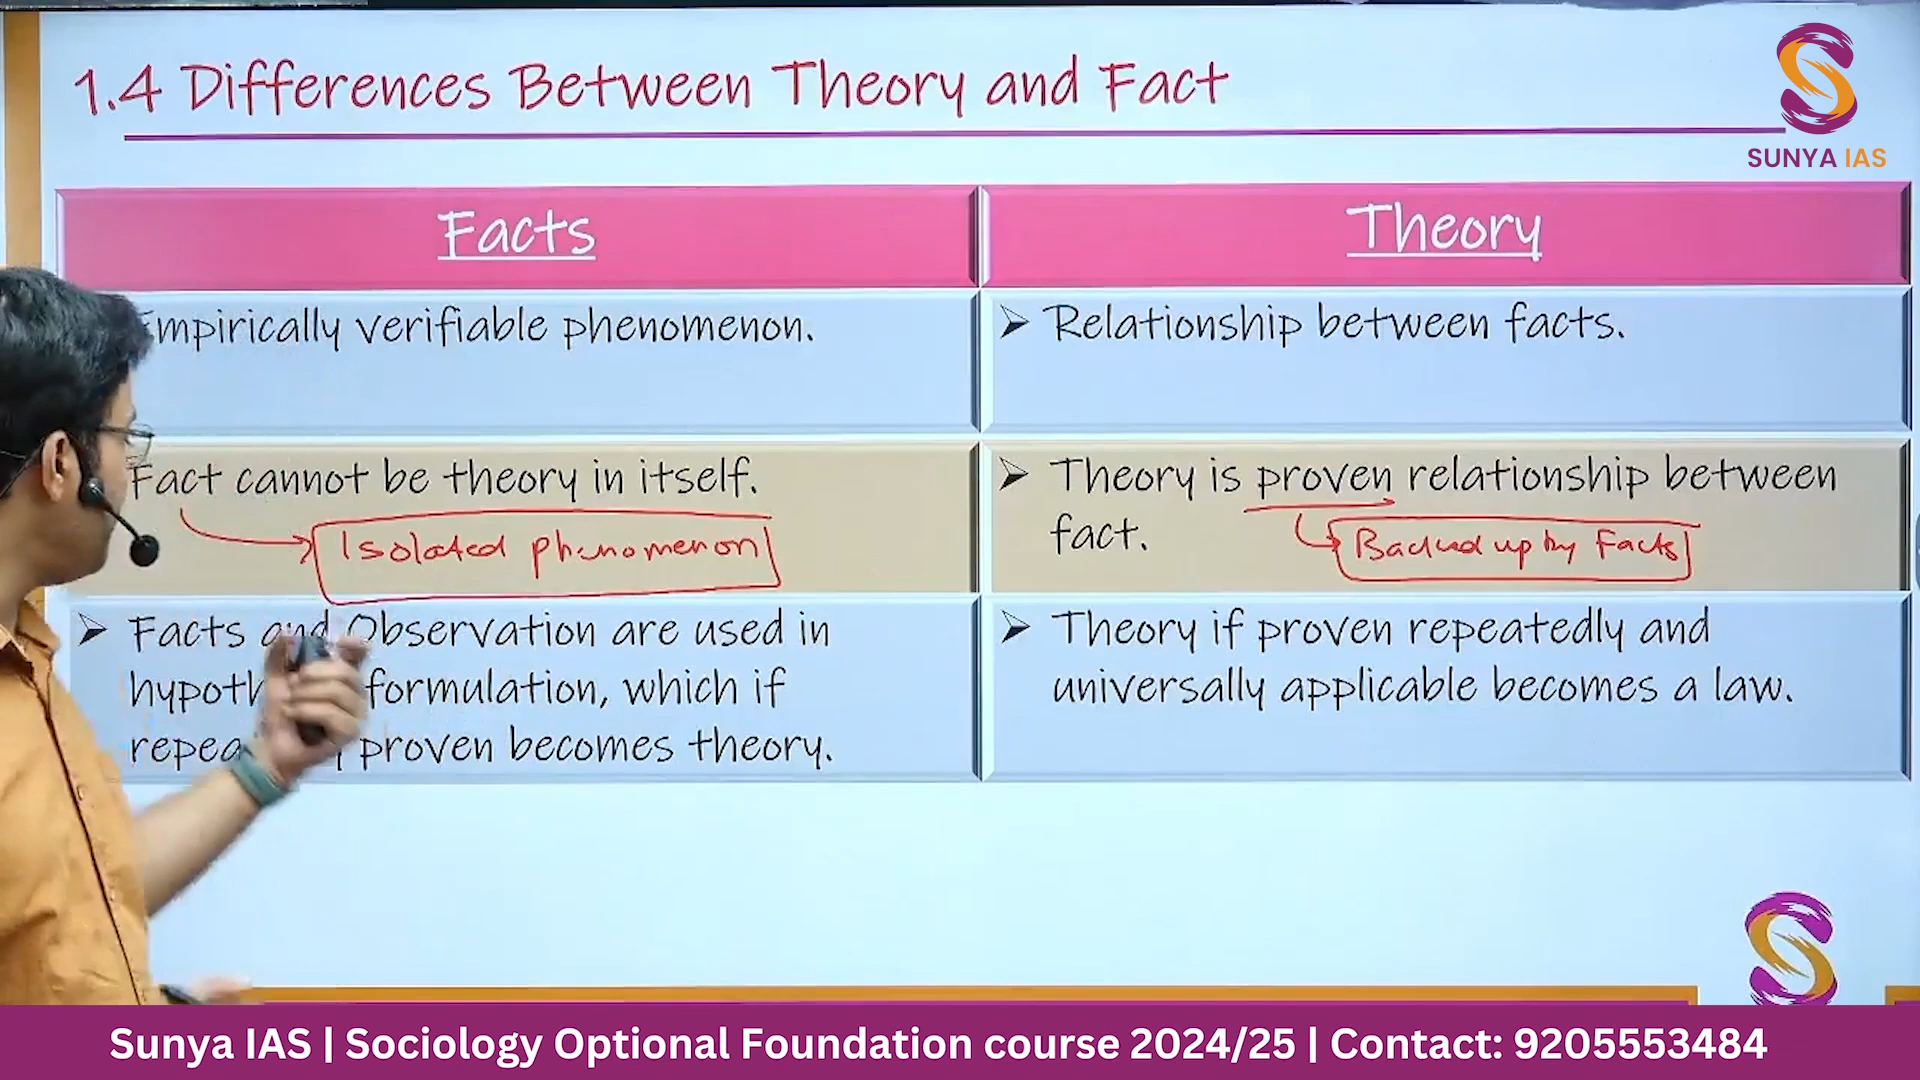 1.4 Differences Between Theory and Fact
SUNYA IAS
Facts
Theory
Empirically verifiable phenomenon.
➤ Relationship between facts.
Fact cannot be theory in itself.
Isolated phenomenon
➤ Theory is proven relationship between
fact.
Backed up by Facts
➤ Facts and Observation are used in
formulation, which if
proven becomes theory.
➤ Theory if proven repeatedly and
universally applicable becomes a law.
Sunya IAS | Sociology Optional Foundation course 2024/25 | Contact: 9205553484